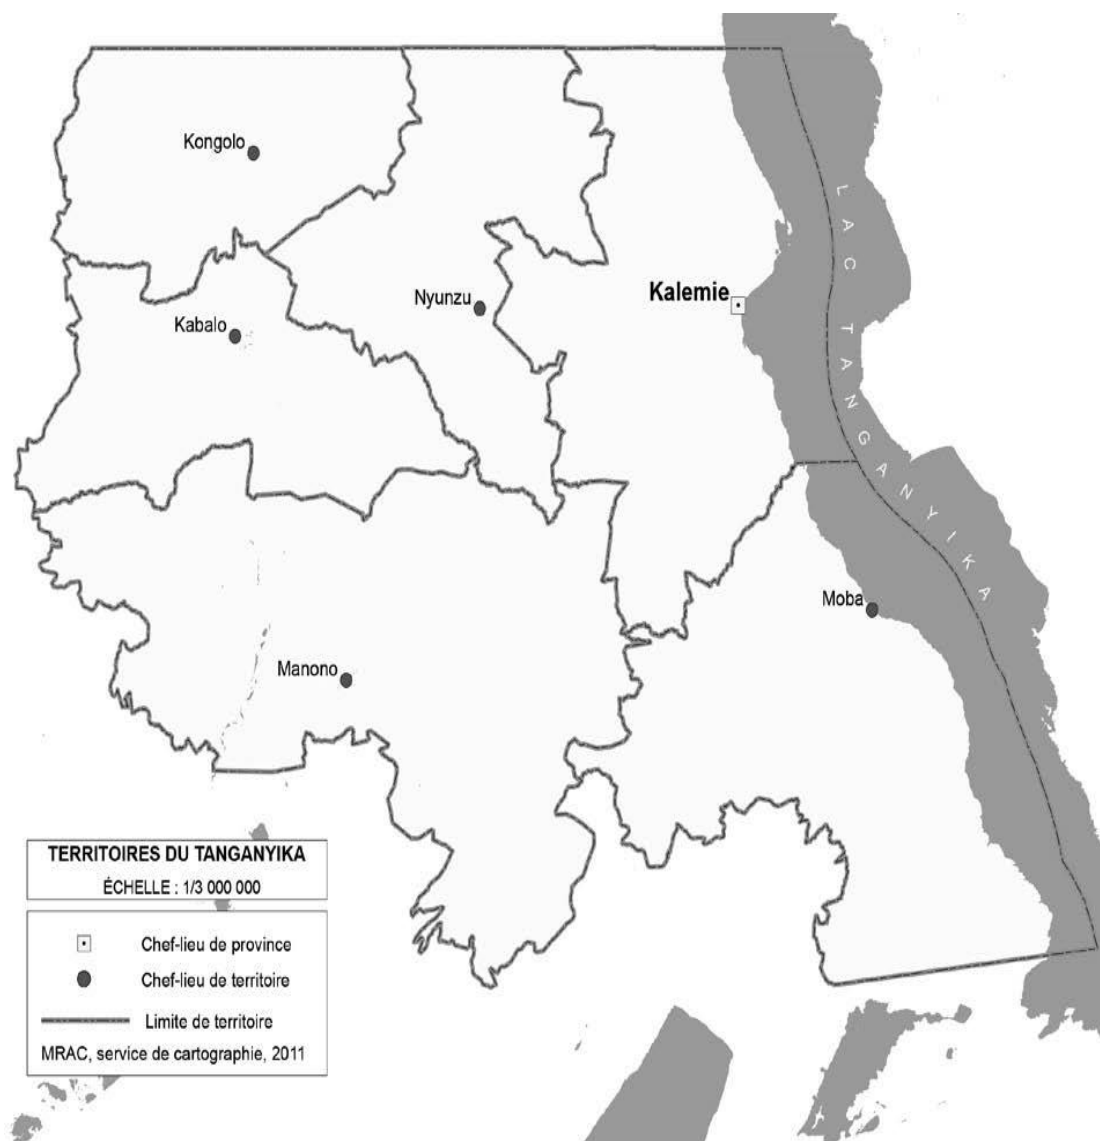 Kongolo
LAC TANGANYIKA
Kalemie
Nyunzu
Kabalo
Moba
Manono
TERRITOIRES DU TANGANYIKA
ÉCHELLE : 1/3 000 000
Chef-lieu de province
Chef-lieu de territoire
Limite de territoire
MRAC, service de cartographie, 2011